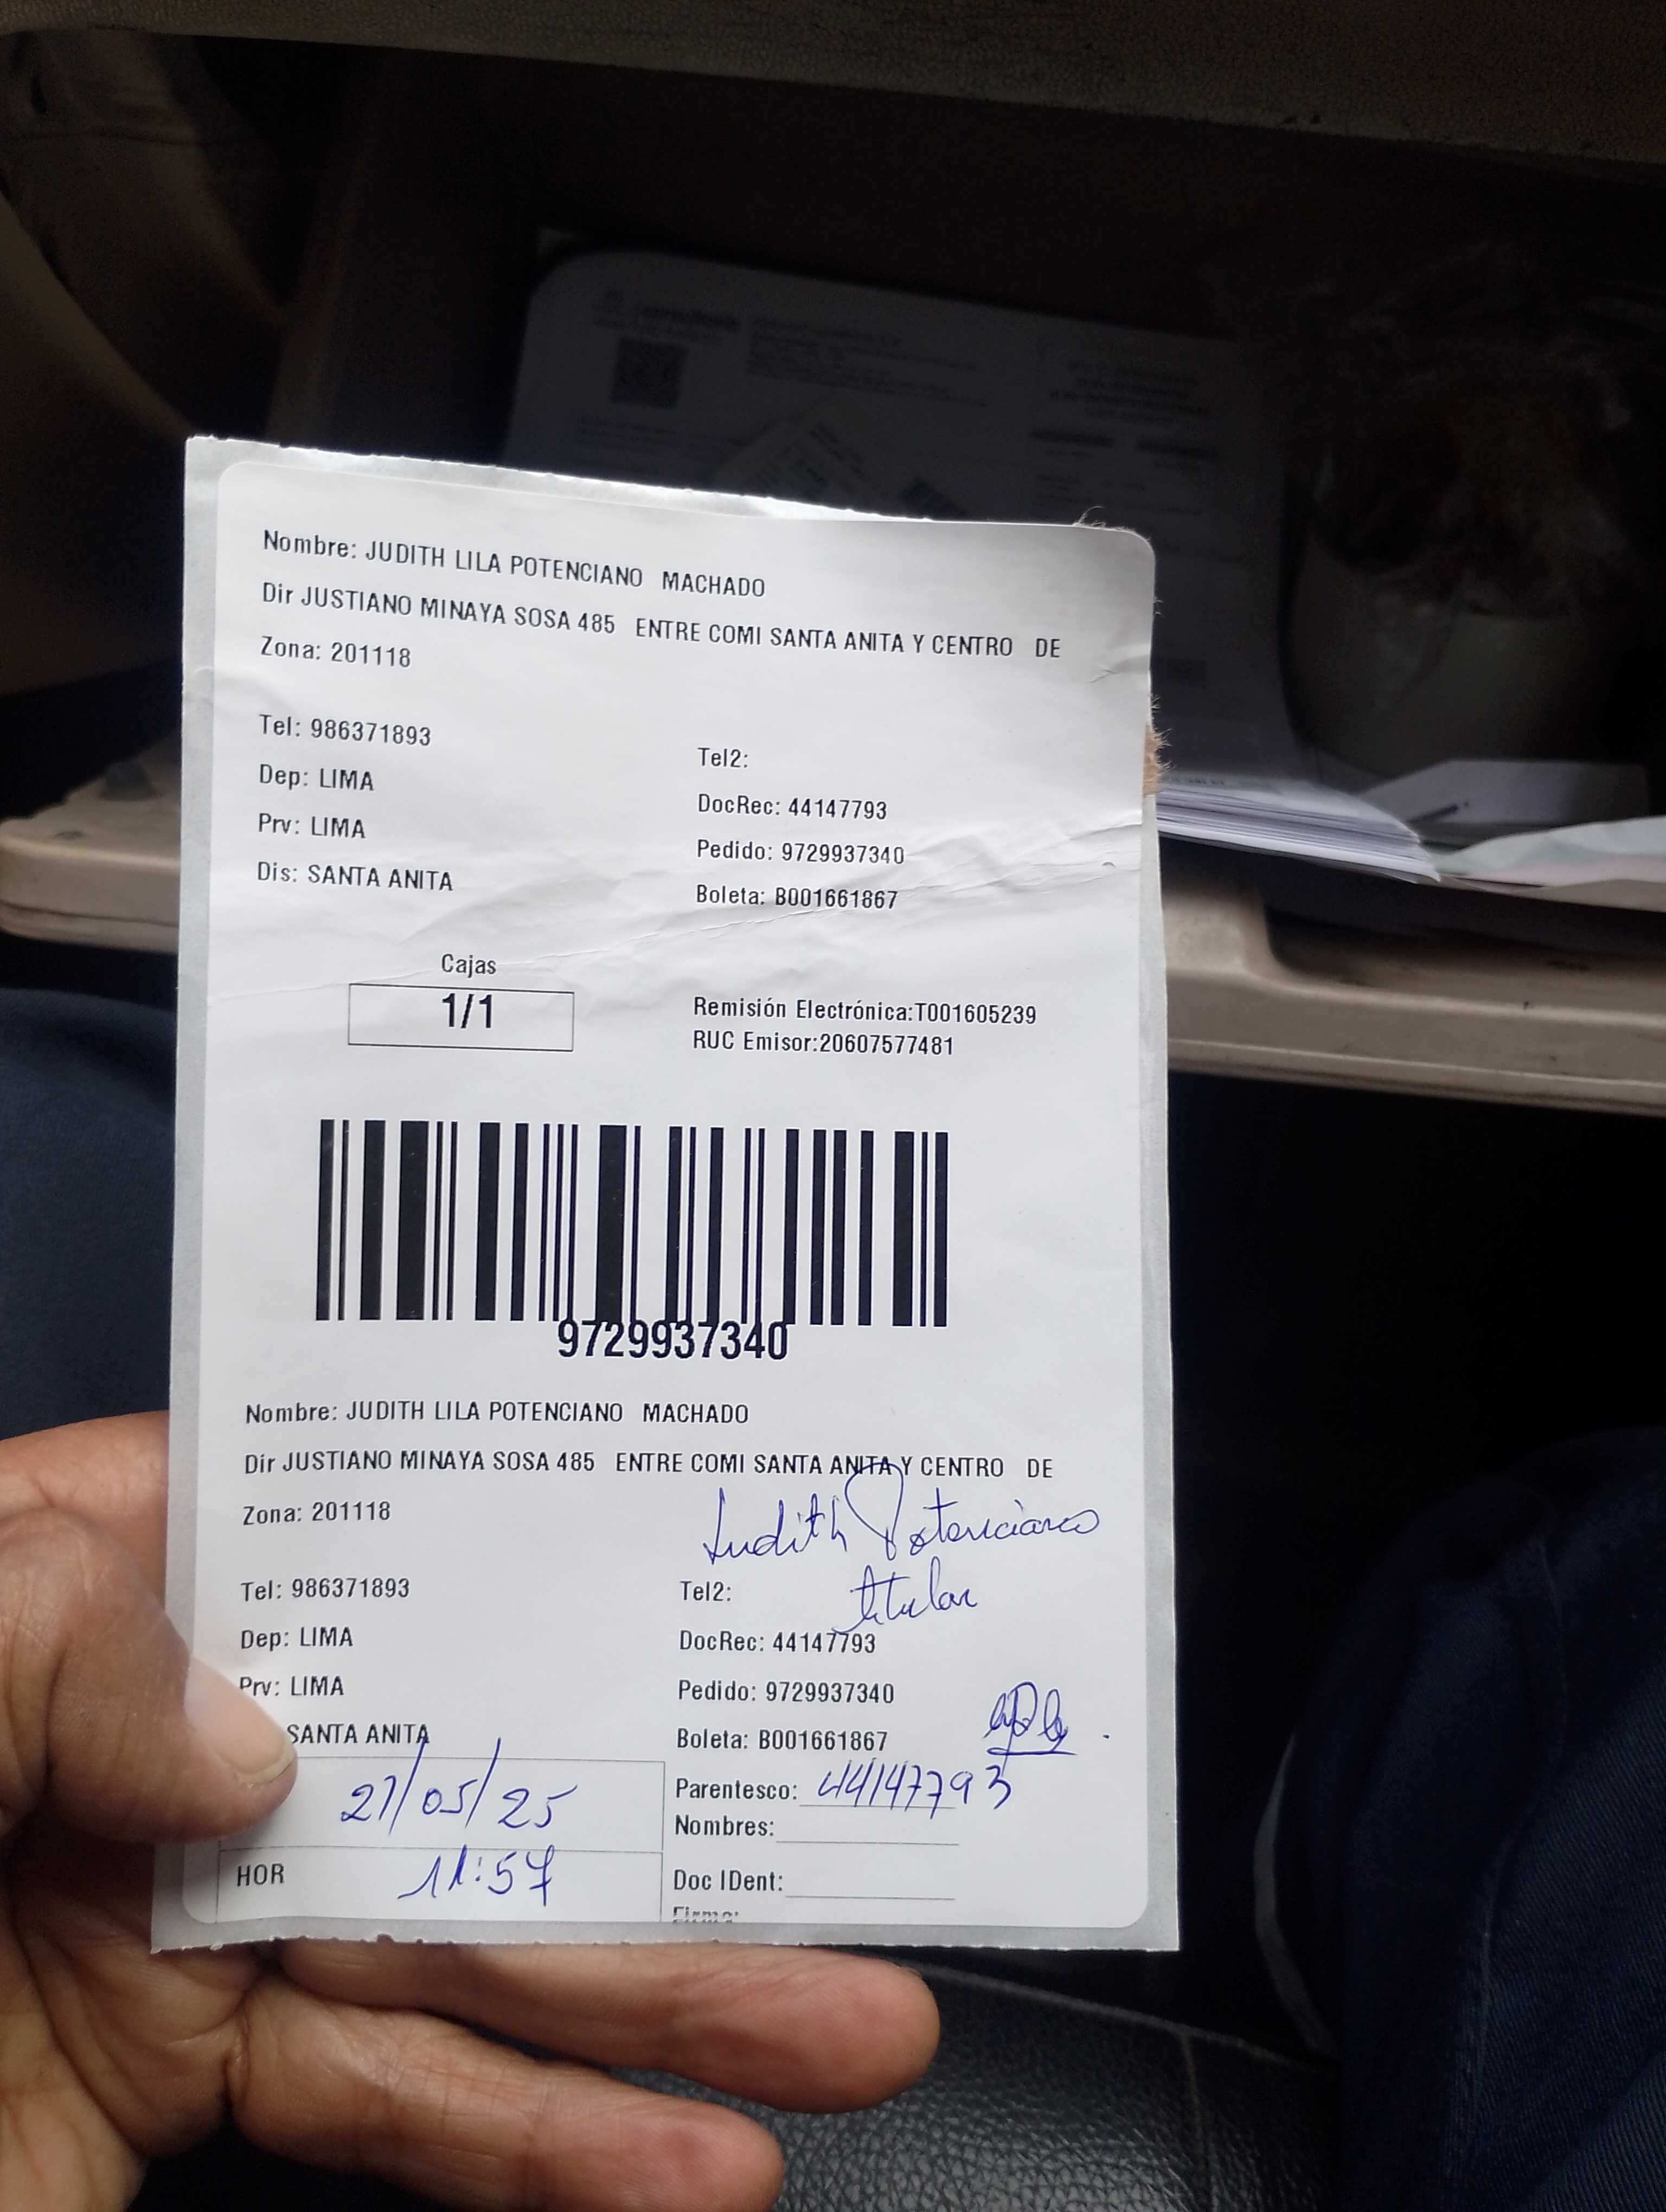 Nombre: JUDITH LILA POTENCIANO MACHADO
Dir JUSTIANO MINAYA SOSA 485 ENTRE COMI SANTA ANITA Y CENTRO DE
Zona: 201118
Tel: 986371893
Tel2:
Dep: LIMA
DocRec: 44147793
Prv: LIMA
Pedido: 9729937340
Dis: SANTA ANITA
Boleta: B001661867
Cajas
1/1
Remisión Electrónica:T001605239
RUC Emisor:20607577481
9729937340
Nombre: JUDITH LILA POTENCIANO MACHADO
Dir JUSTIANO MINAYA SOSA 485 ENTRE COMI SANTA ANITA Y CENTRO DE
Zona: 201118
Judith Potenciano
Tel: 986371893
Tel2:
titular
Dep: LIMA
DocRec: 44147793
Prv: LIMA
Pedido: 9729937340
SANTA ANITA
Boleta: B001661867
27/05/25
Parentesco: 44147793
Nombres:
HOR 11:57
Doc IDent:
Firma: